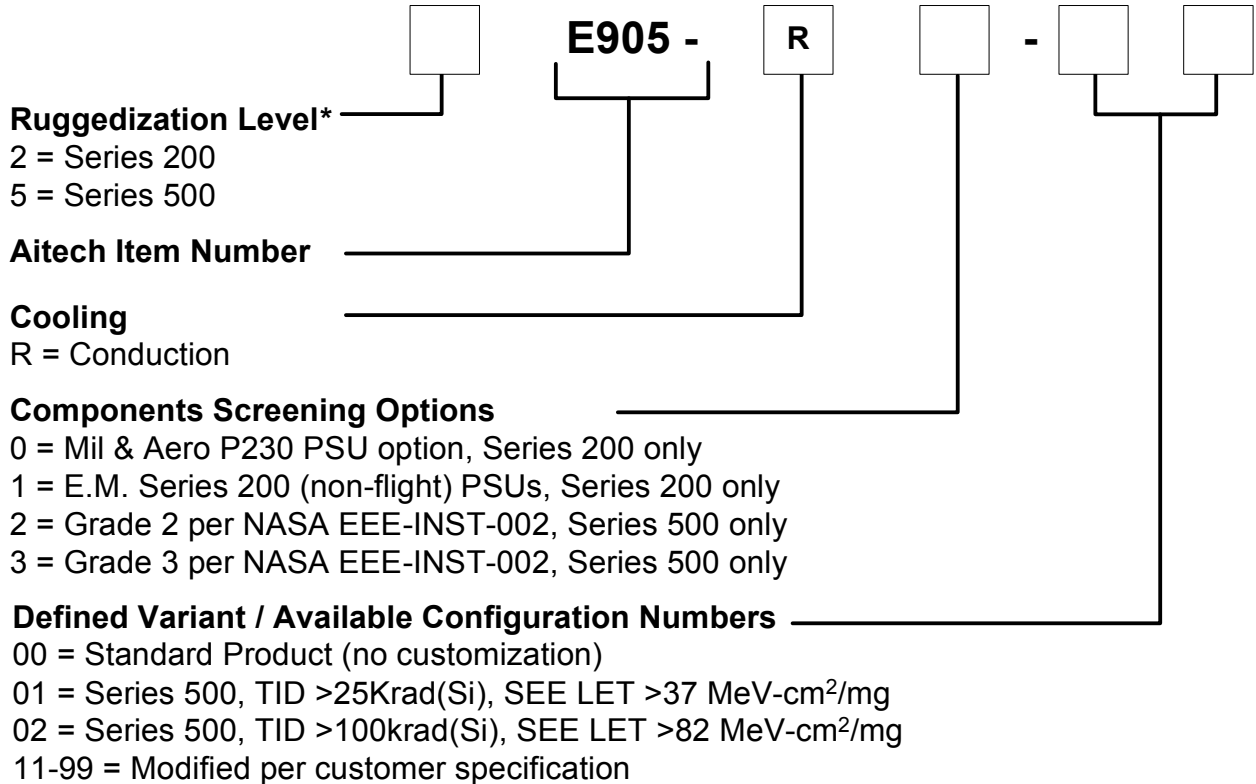 E905 - R -
Ruggedization Level*
2 = Series 200
5 = Series 500
Aitech Item Number
Cooling
R = Conduction
Components Screening Options
0 = Mil & Aero P230 PSU option, Series 200 only
1 = E.M. Series 200 (non-flight) PSUs, Series 200 only
2 = Grade 2 per NASA EEE-INST-002, Series 500 only
3 = Grade 3 per NASA EEE-INST-002, Series 500 only
Defined Variant / Available Configuration Numbers
00 = Standard Product (no customization)
01 = Series 500, TID >25Krad(Si), SEE LET >37 MeV-cm²/mg
02 = Series 500, TID >100krad(Si), SEE LET >82 MeV-cm²/mg
11-99 = Modified per customer specification